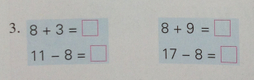 3. 8 + 3 = □ 8 + 9 = □
11 − 8 = □ 17 − 8 = □